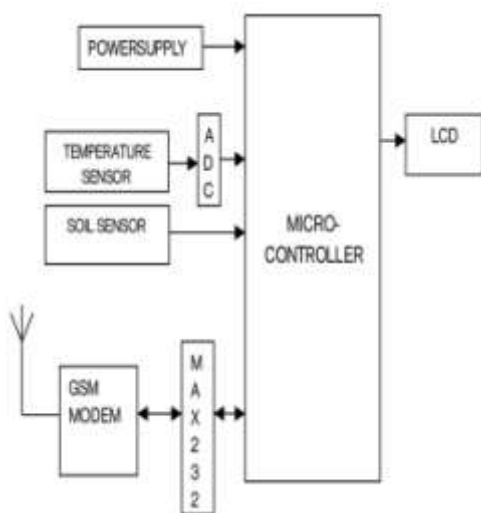 POWERSUPPLY
TEMPERATURE
SENSOR
A
D
C
SOIL SENSOR
MICRO-
CONTROLLER
LCD
GSM
MODEM
M
A
X
2
3
2